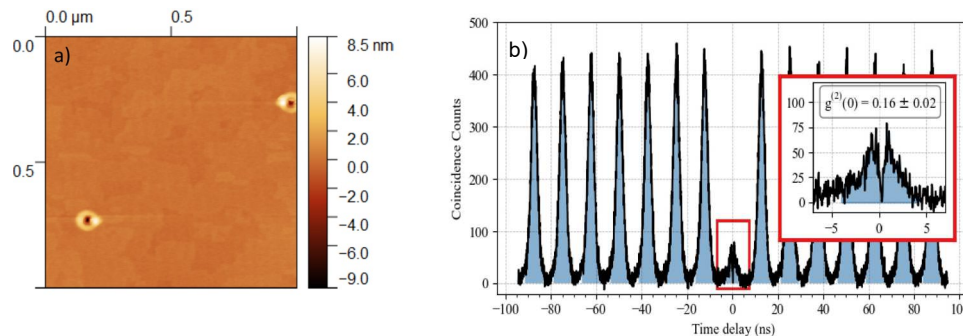 0.0 µm 0.5
0.0
0.5
a)
8.5 nm
6.0
4.0
2.0
0.0
-2.0
-4.0
-6.0
-9.0
b)
500
400
300
200
100
0
Coincidence Counts
−100 −80 −60 −40 −20 0 20 40 60 80 100
Time delay (ns)
g⁽²⁾(0) = 0.16 ± 0.02
100
75
50
25
0
−5 0 5